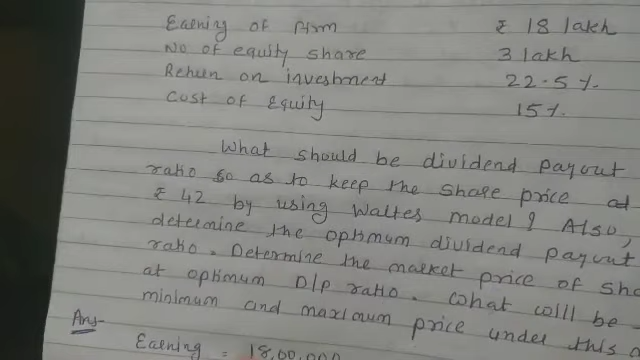 Earning of firm ₹ 18 lakh
No of equity share 3 lakh
Return on investment 22.5 %.
Cost of Equity 15 %.
What should be dividend payout
ratio so as to keep the share price at
₹ 42 by using Walter model? Also,
determine the optimum dividend payout
ratio. Determine the market price of sha
at optimum D/P ratio. What will be
minimum and maximum price under this
Ans-
Earning = 18,00,000